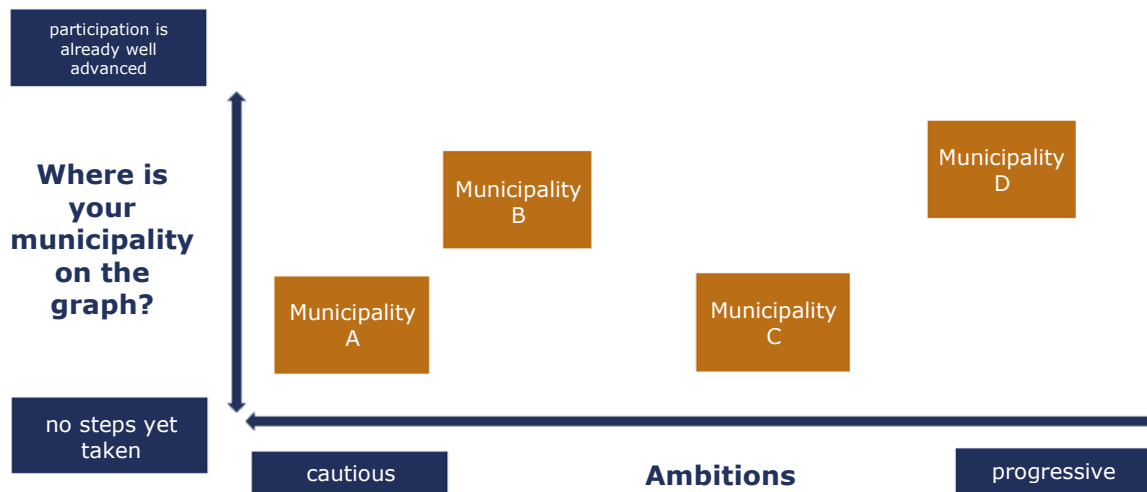 participation is
already well
advanced
Where is
your
municipality
on the
graph?
Municipality
B
Municipality
D
Municipality
A
Municipality
C
no steps yet
taken
cautious
Ambitions
progressive